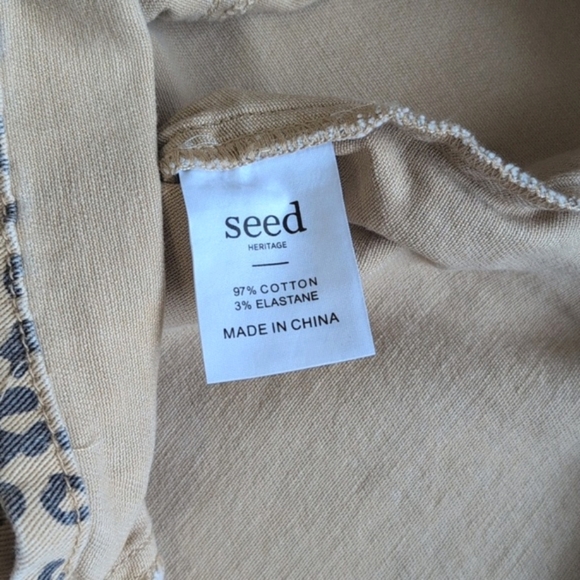 seed
HERITAGE
97% COTTON
3% ELASTANE
MADE IN CHINA